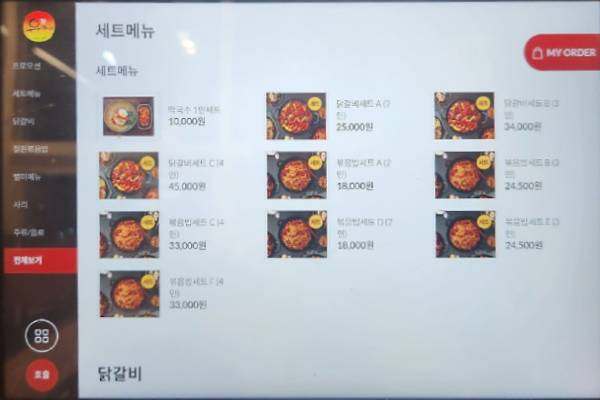 세트메뉴
MY ORDER
프로모션
세트메뉴
닭갈비
철판볶음밥
별미메뉴
사리
주류/음료
전체보기
호출
세트메뉴
막국수 1인세트
10,000원
닭갈비세트 A (2
인)
25,000원
닭갈비세트 B (3
인)
34,000원
닭갈비세트 C (4
인)
45,000원
볶음밥세트 A (2
인)
18,000원
볶음밥세트 B (3
인)
24,500원
볶음밥세트 C (4
인)
33,000원
볶음밥세트 D (2
인)
18,000원
볶음밥세트 E (3
인)
24,500원
볶음밥세트 F (4
인)
33,000원
닭갈비